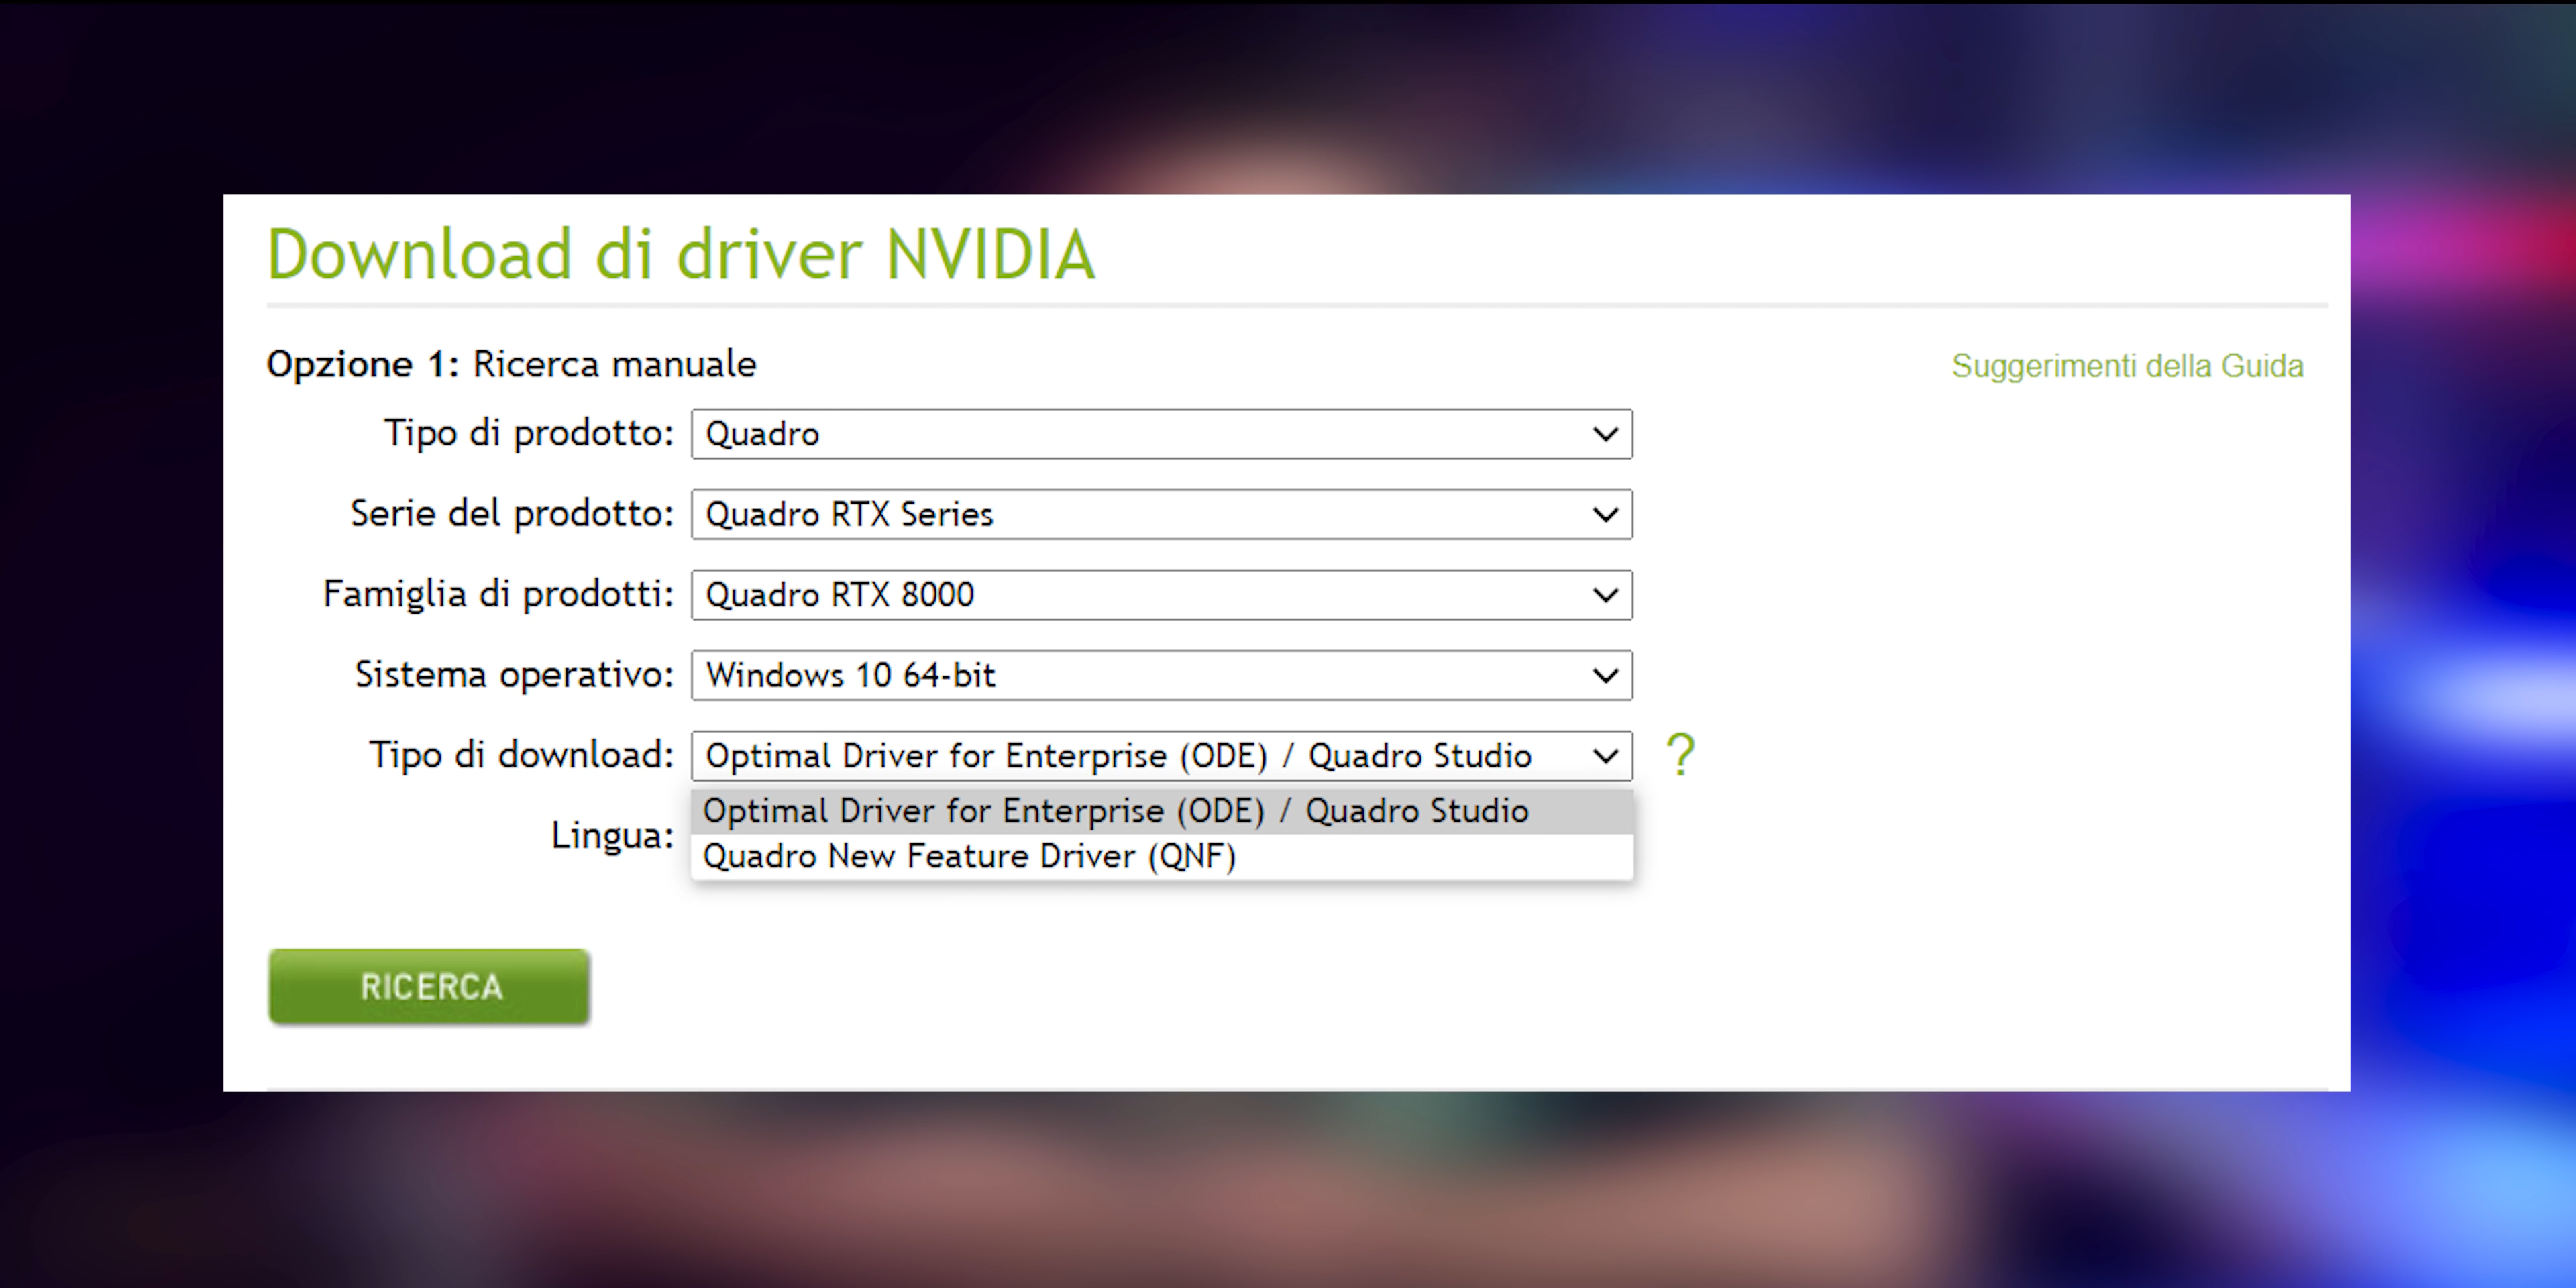 Download di driver NVIDIA
Opzione 1: Ricerca manuale
Suggerimenti della Guida
Tipo di prodotto: Quadro
Serie del prodotto: Quadro RTX Series
Famiglia di prodotti: Quadro RTX 8000
Sistema operativo: Windows 10 64-bit
Tipo di download: Optimal Driver for Enterprise (ODE) / Quadro Studio ?
Optimal Driver for Enterprise (ODE) / Quadro Studio
Lingua:
Quadro New Feature Driver (QNF)
RICERCA